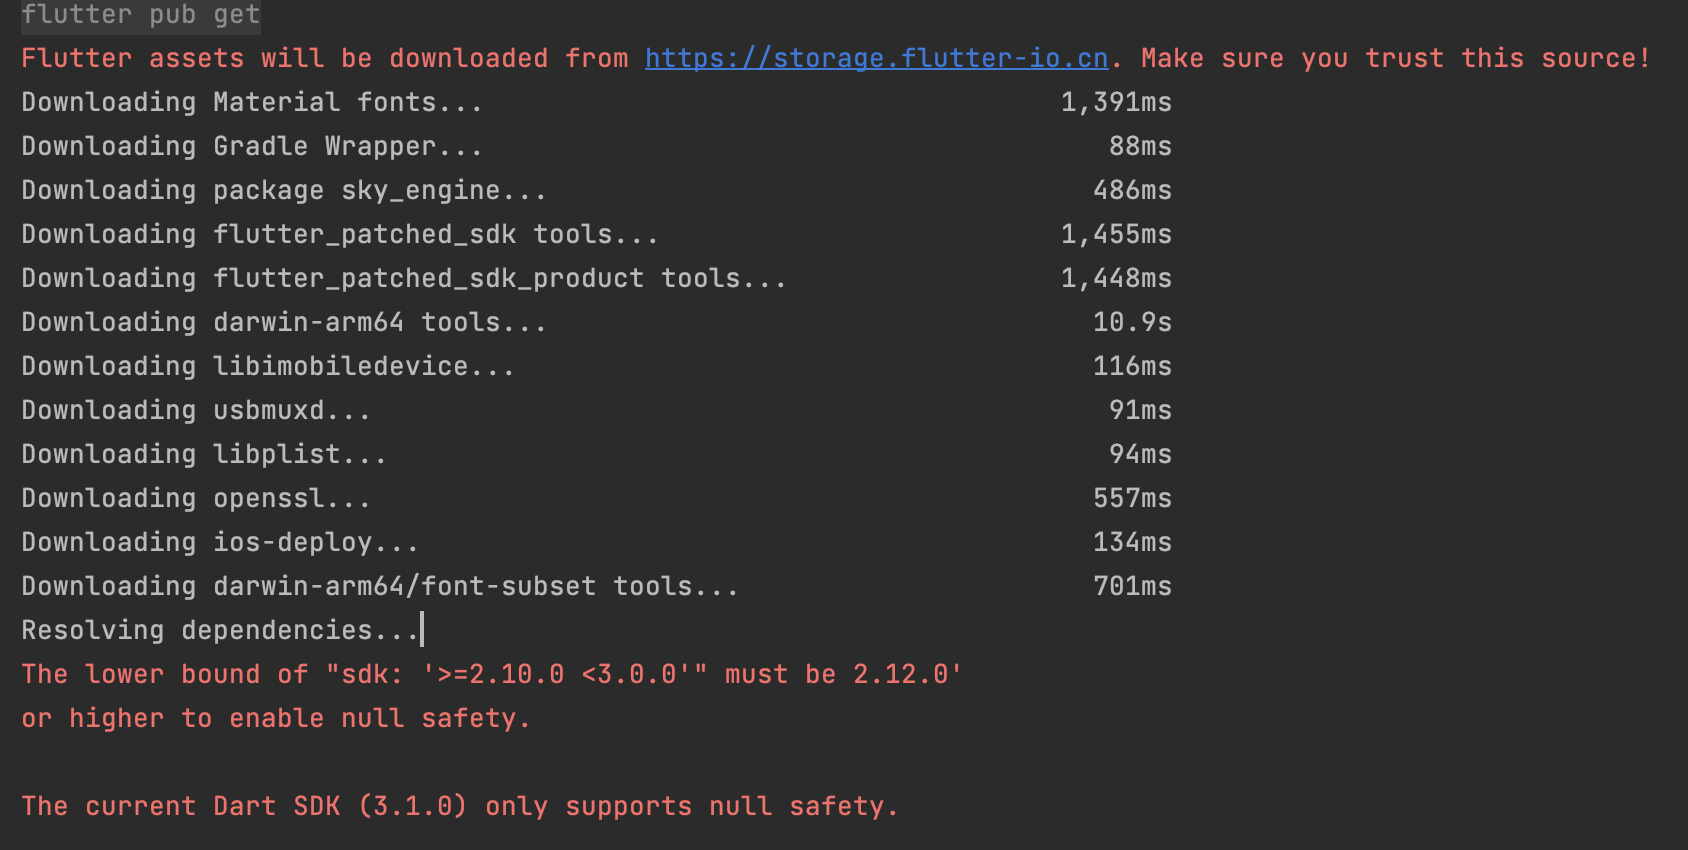 flutter pub get
Flutter assets will be downloaded from https://storage.flutter-io.cn. Make sure you trust this source!
Downloading Material fonts... 1,391ms
Downloading Gradle Wrapper... 88ms
Downloading package sky_engine... 486ms
Downloading flutter_patched_sdk tools... 1,455ms
Downloading flutter_patched_sdk_product tools... 1,448ms
Downloading darwin-arm64 tools... 10.9s
Downloading libimobiledevice... 116ms
Downloading usbmuxd... 91ms
Downloading libplist... 94ms
Downloading openssl... 557ms
Downloading ios-deploy... 134ms
Downloading darwin-arm64/font-subset tools... 701ms
Resolving dependencies...
The lower bound of "sdk: '>=2.10.0 <3.0.0'" must be 2.12.0'
or higher to enable null safety.
The current Dart SDK (3.1.0) only supports null safety.